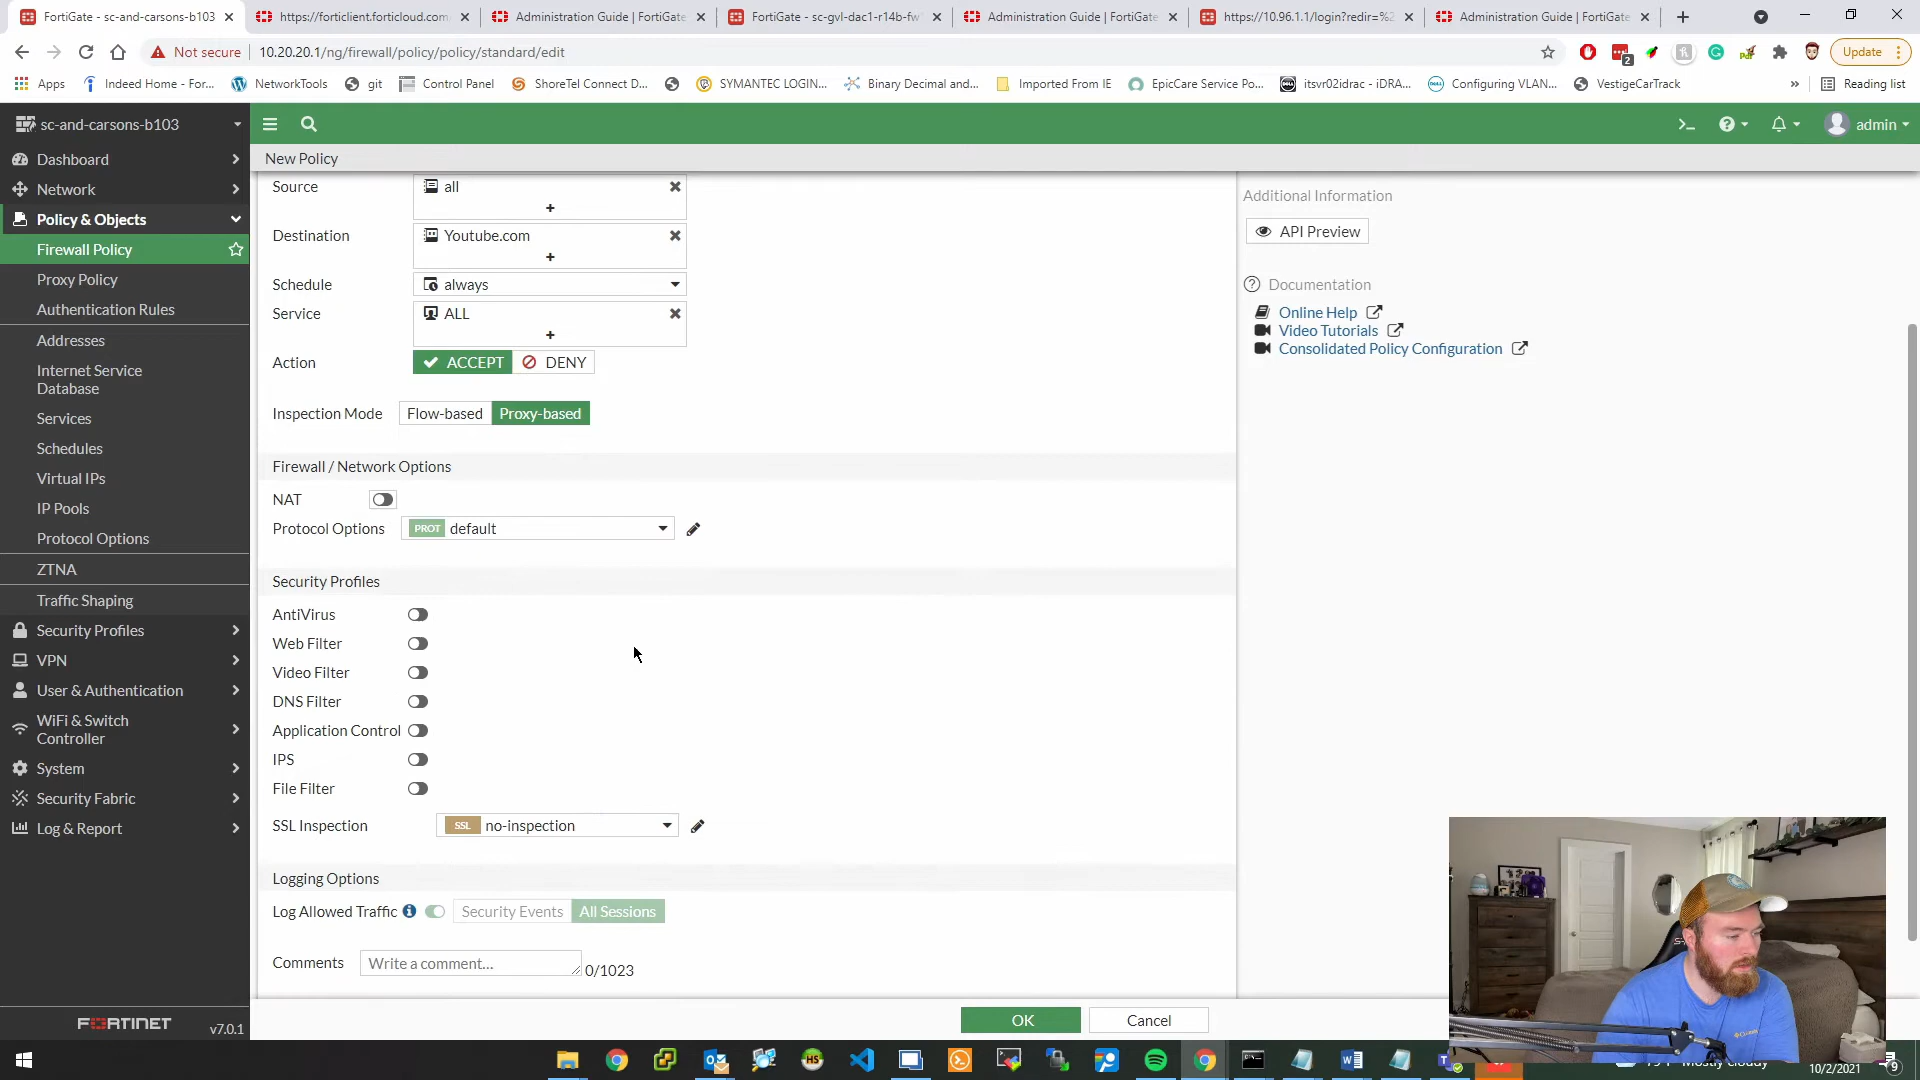 FortiGate - sc-and-carsons-b103
https://forticlient.forticloud.com
Administration Guide | FortiGate
FortiGate - sc-gvl-dac1-r14b-fw
Administration Guide | FortiGate
https://10.96.1.1/login?redir=%2
Administration Guide | FortiGate
Not secure
10.20.20.1/ng/firewall/policy/policy/standard/edit
2
Update
Apps
Indeed Home - For...
NetworkTools
git
Control Panel
ShoreTel Connect D...
SYMANTEC LOGIN...
Binary Decimal and...
Imported From IE
EpicCare Service Po...
itsvr02idrac - iDRA...
Configuring VLAN...
VestigeCarTrack
»
Reading list
sc-and-carsons-b103
admin
Dashboard
Network
Policy & Objects
Firewall Policy
Proxy Policy
Authentication Rules
Addresses
Internet Service
Database
Services
Schedules
Virtual IPs
IP Pools
Protocol Options
ZTNA
Traffic Shaping
Security Profiles
VPN
User & Authentication
WiFi & Switch
Controller
System
Security Fabric
Log & Report
FORTINET
v7.0.1
New Policy
Source
all
+
Destination
Youtube.com
+
Schedule
always
Service
ALL
+
Action
ACCEPT
DENY
Inspection Mode
Flow-based
Proxy-based
Firewall / Network Options
NAT
Protocol Options
PROT default
Security Profiles
AntiVirus
Web Filter
Video Filter
DNS Filter
Application Control
IPS
File Filter
SSL Inspection
SSL no-inspection
Logging Options
Log Allowed Traffic
Security Events
All Sessions
Comments
Write a comment...
0/1023
OK
Cancel
Additional Information
API Preview
Documentation
Online Help
Video Tutorials
Consolidated Policy Configuration
HS
Mostly cloudy
10/2/2021
9